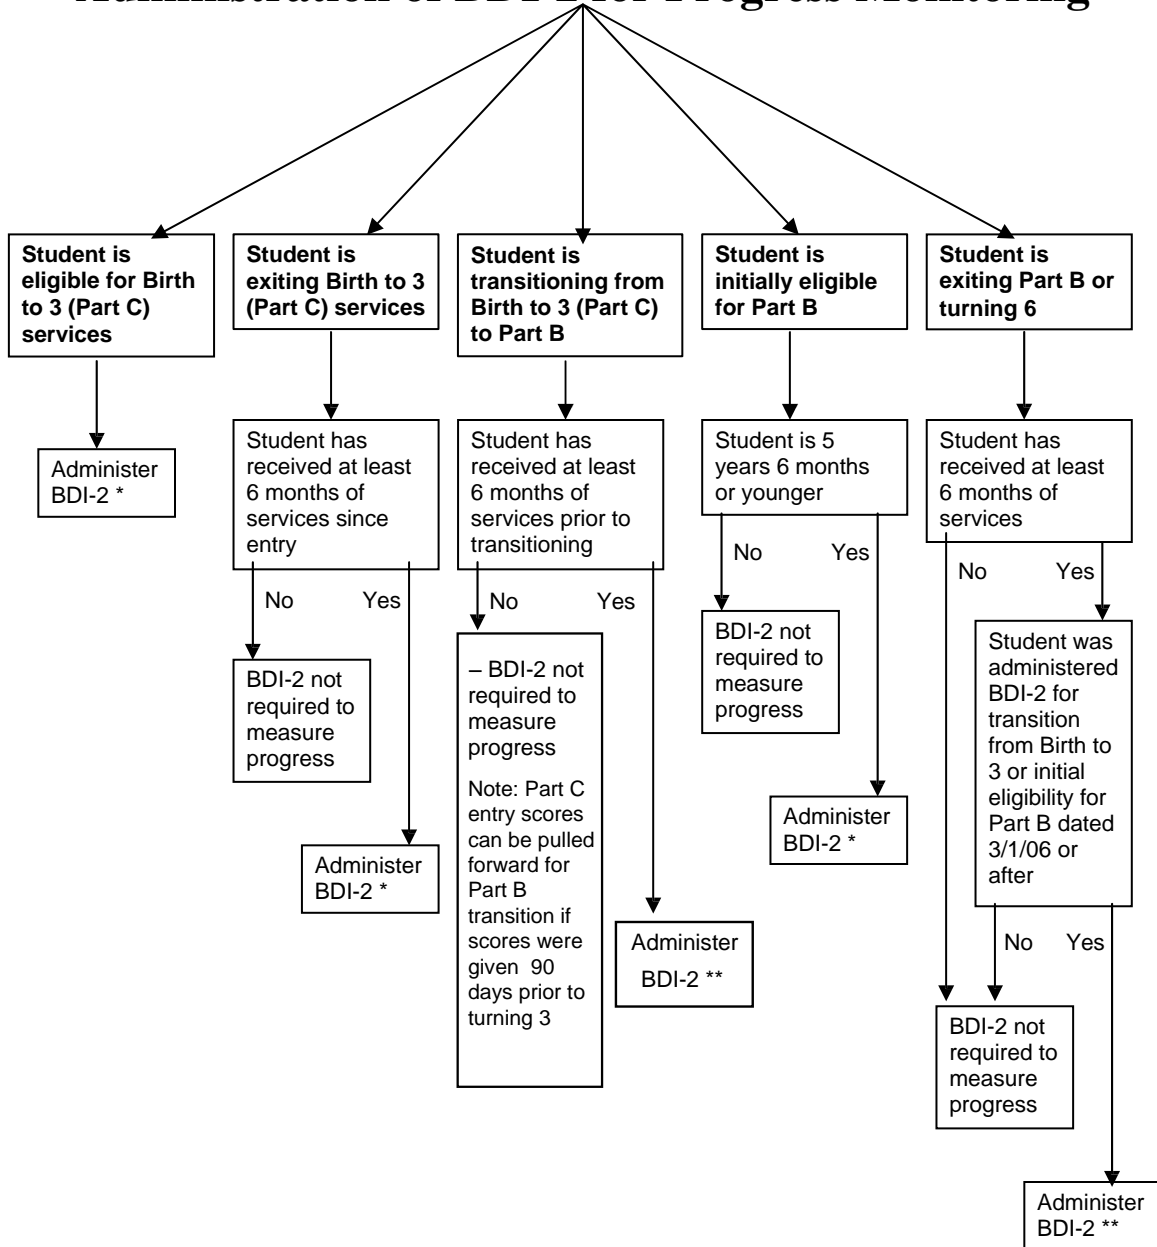 Administration of BDI-2 for Progress Monitoring
Student is
eligible for Birth
to 3 (Part C)
services
Student is
exiting Birth to 3
(Part C) services
Student is
transitioning from
Birth to 3 (Part C)
to Part B
Student is
initially eligible
for Part B
Student is
exiting Part B or
turning 6
Administer
BDI-2 *
Student has
received at least
6 months of
services since
entry
Student has
received at least
6 months of
services prior to
transitioning
Student is 5
years 6 months
or younger
Student has
received at least
6 months of
services
No Yes
BDI-2 not
required to
measure
progress
Administer
BDI-2 *
No Yes
– BDI-2 not
required to
measure
progress
Note: Part C
entry scores
can be pulled
forward for
Part B
transition if
scores were
given 90
days prior to
turning 3
Administer
BDI-2 **
No Yes
BDI-2 not
required to
measure
progress
Administer
BDI-2 *
No Yes
Student was
administered
BDI-2 for
transition
from Birth to
3 or initial
eligibility for
Part B dated
3/1/06 or
after
No Yes
BDI-2 not
required to
measure
progress
Administer
BDI-2 **